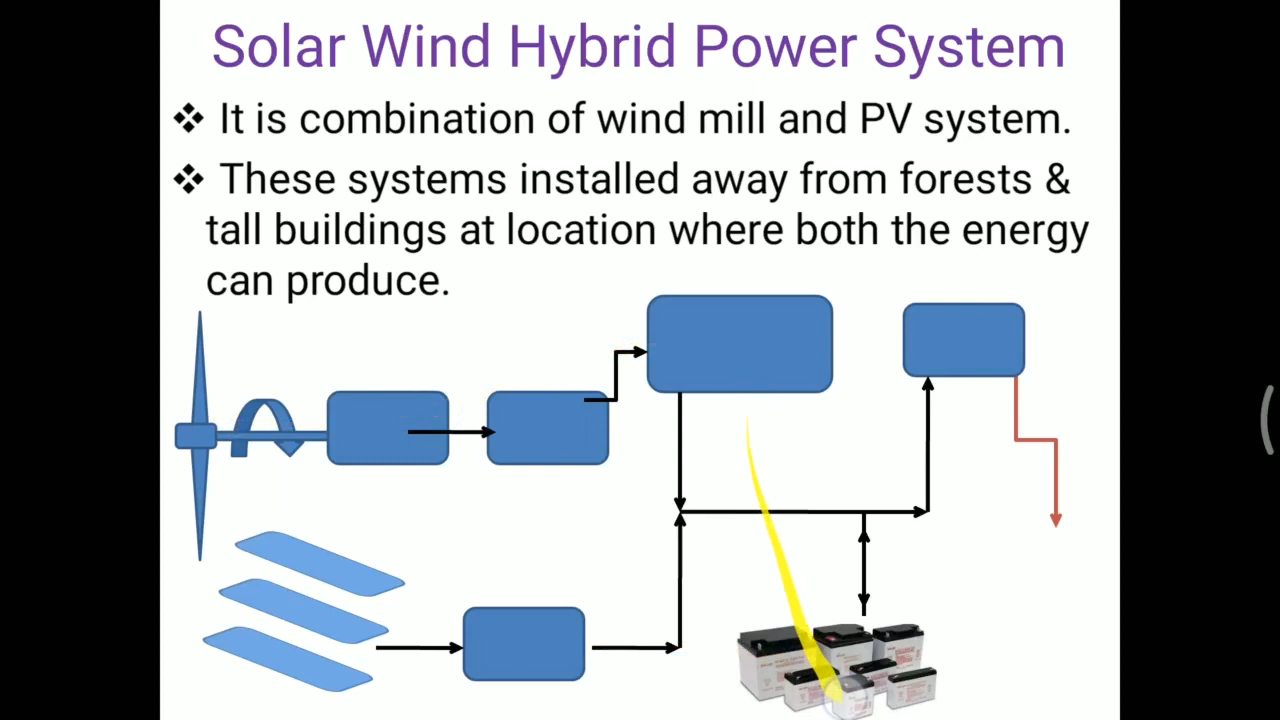 Solar Wind Hybrid Power System
❖ It is combination of wind mill and PV system.
❖ These systems installed away from forests &
tall buildings at location where both the energy
can produce.